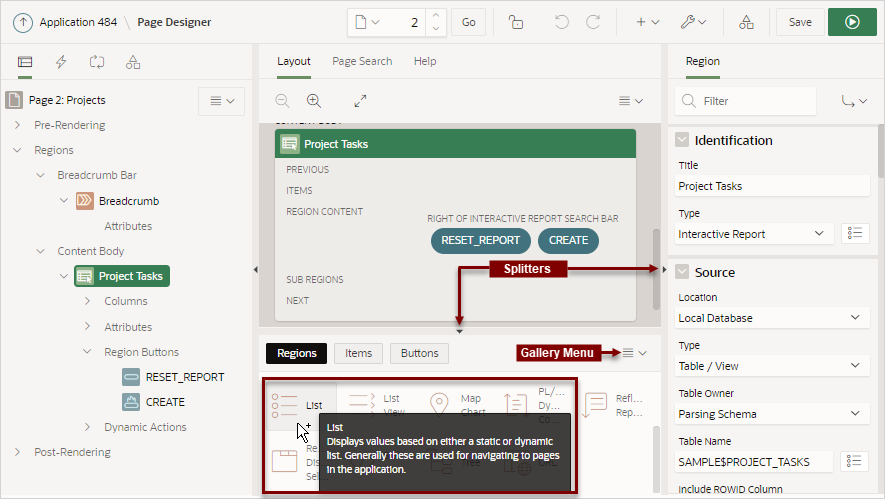 Application 484 \ Page Designer
2
Go
Save
Layout
Page Search
Help
Region
Page 2: Projects
Pre-Rendering
Regions
Breadcrumb Bar
Breadcrumb
Attributes
Content Body
Project Tasks
Columns
Attributes
Region Buttons
RESET_REPORT
CREATE
Dynamic Actions
Post-Rendering
CONTENT BODY
Project Tasks
PREVIOUS
ITEMS
REGION CONTENT
RIGHT OF INTERACTIVE REPORT SEARCH BAR
RESET_REPORT
CREATE
SUB REGIONS
NEXT
Splitters
Regions
Items
Buttons
Gallery Menu
List
List
View
Map
Chart
PL/...
Dy...
Co...
Refl...
Rep...
Re
Dis
Sel...
List
Displays values based on either a static or dynamic
list. Generally these are used for navigating to pages
in the application.
Filter
Identification
Title
Project Tasks
Type
Interactive Report
Source
Location
Local Database
Type
Table / View
Table Owner
Parsing Schema
Table Name
SAMPLE$PROJECT_TASKS
Include ROWID Column